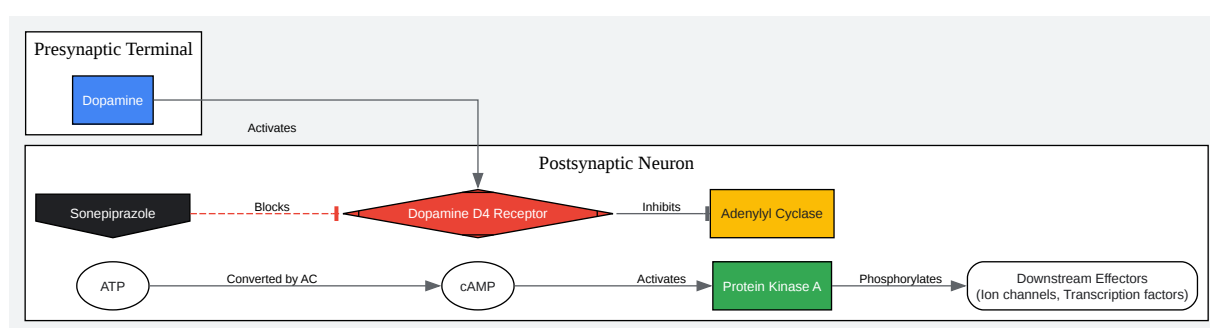 Presynaptic Terminal
Dopamine
Activates
Postsynaptic Neuron
Sonepiprazole
Blocks
Dopamine D4 Receptor
Inhibits
Adenylyl Cyclase
ATP
Converted by AC
cAMP
Activates
Protein Kinase A
Phosphorylates
Downstream Effectors
(Ion channels, Transcription factors)